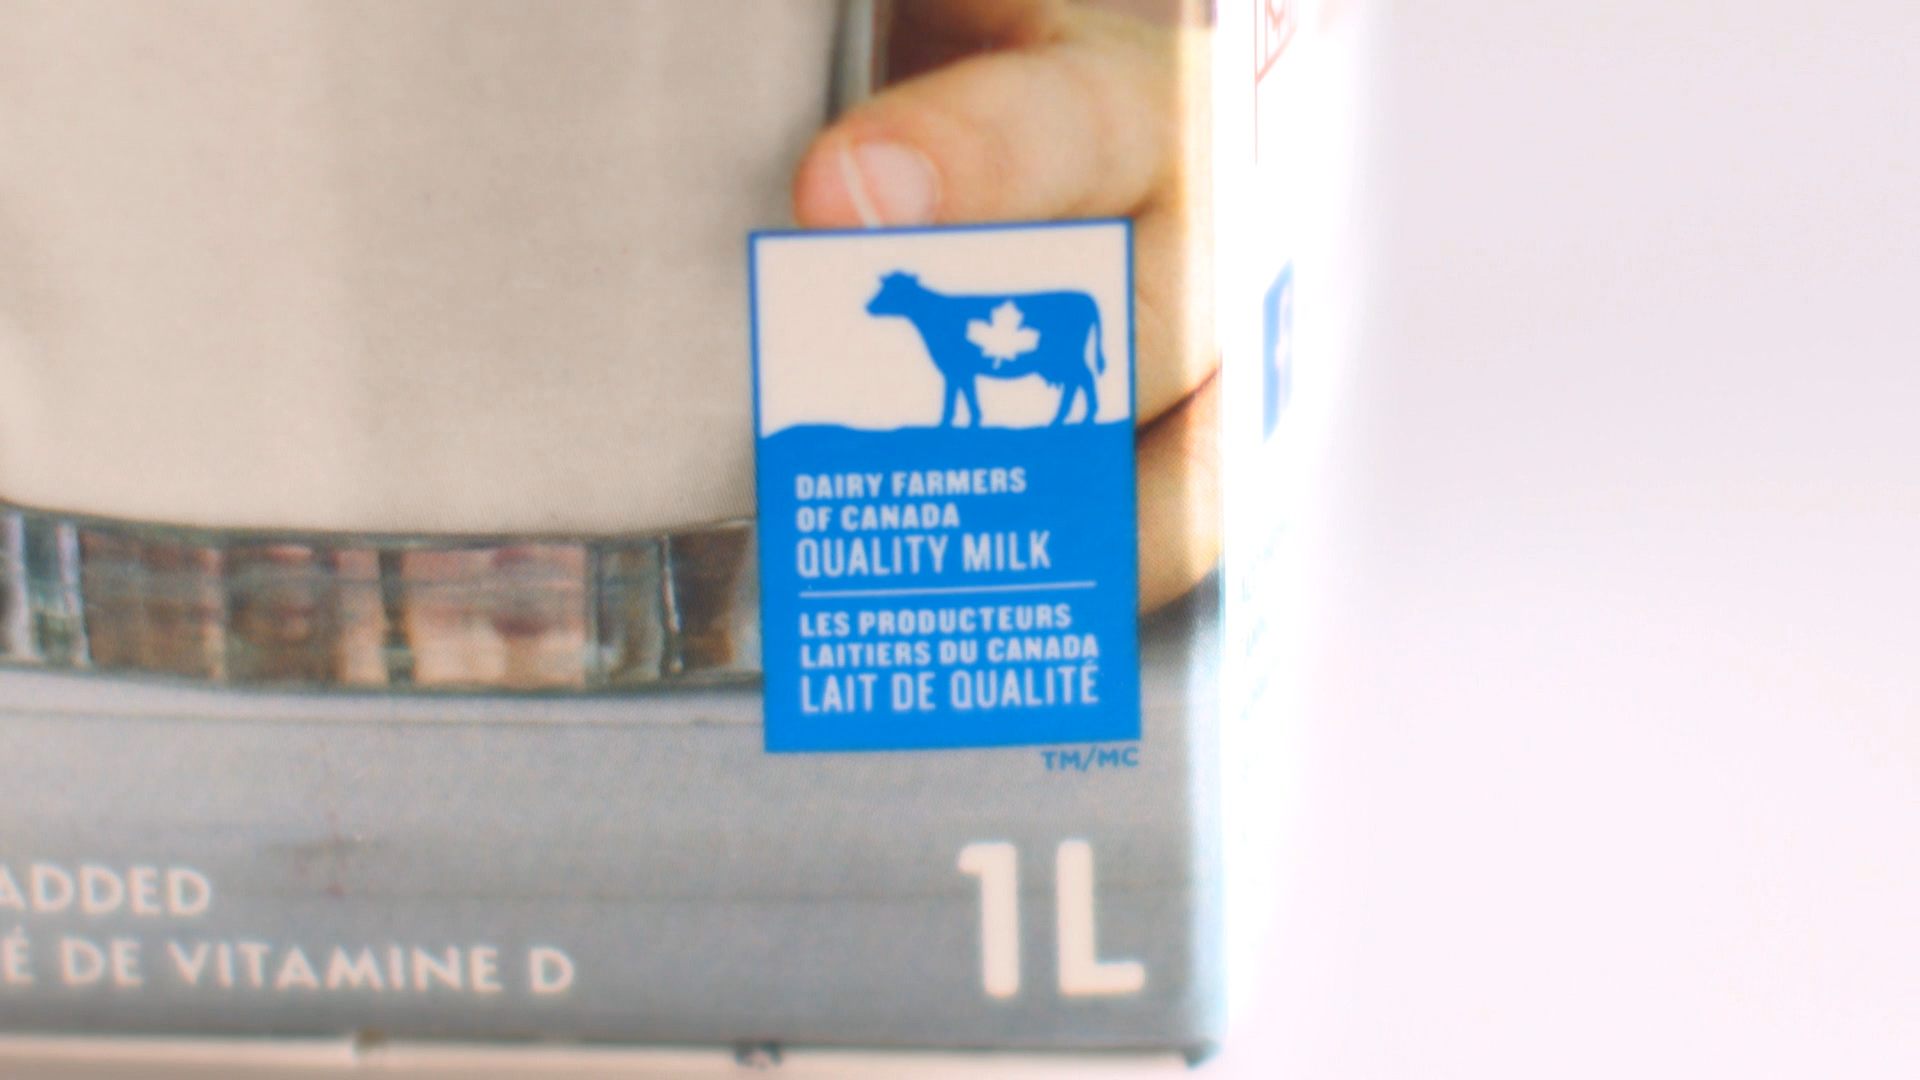 DAIRY FARMERS
OF CANADA
QUALITY MILK
LES PRODUCTEURS
LAITIERS DU CANADA
LAIT DE QUALITÉ
TM/MC
1L
ADDED
DE VITAMINE D